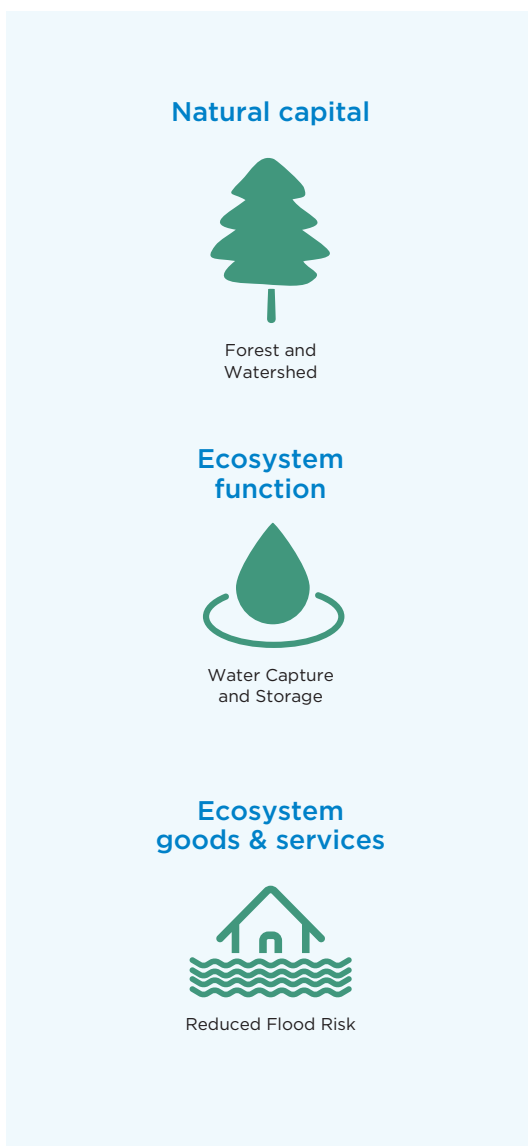 Natural capital
Forest and
Watershed
Ecosystem
function
Water Capture
and Storage
Ecosystem
goods & services
Reduced Flood Risk